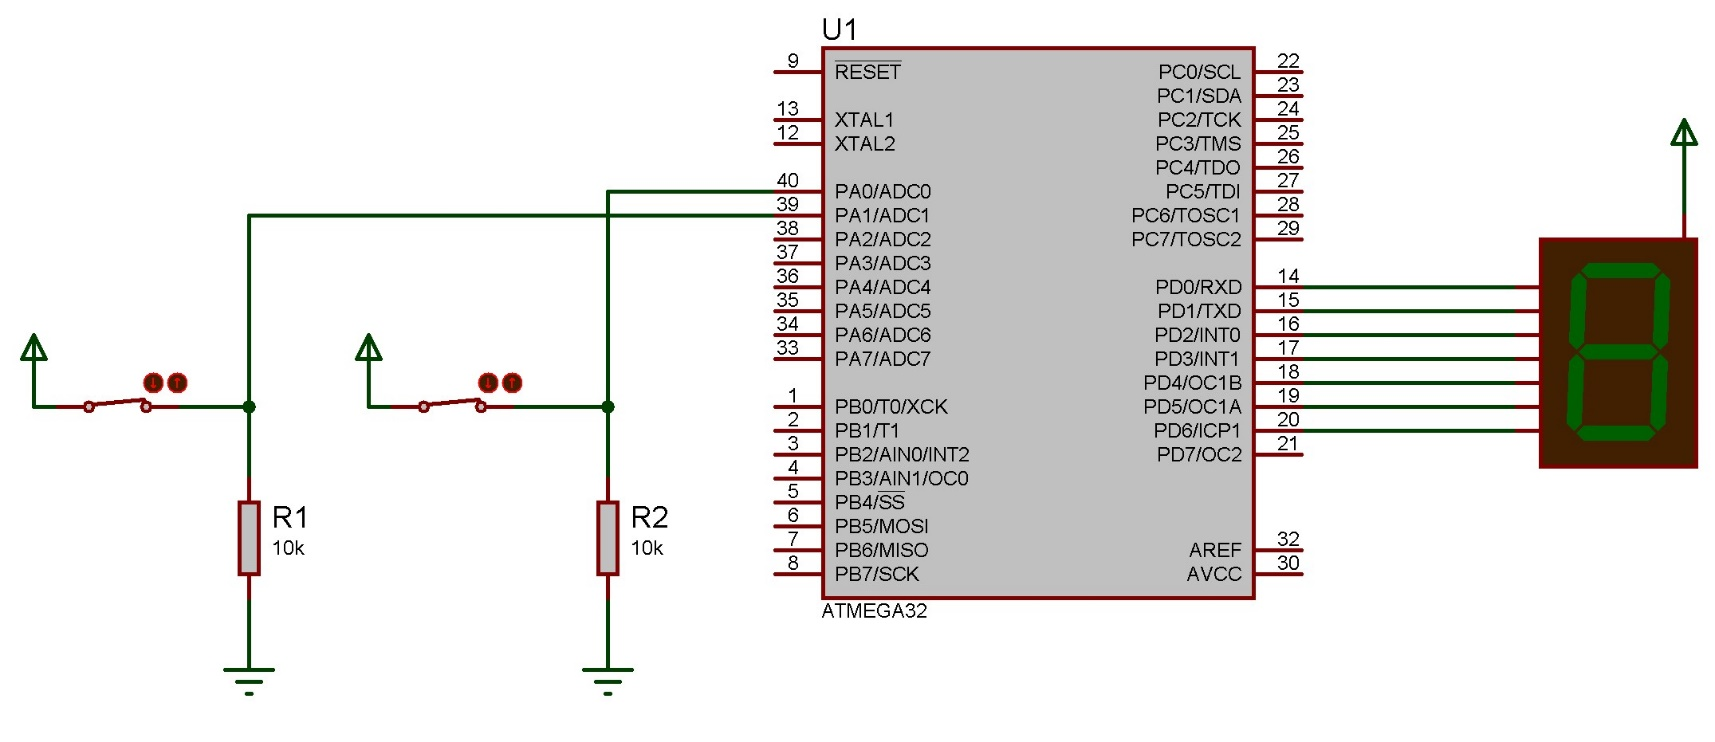 U1
9 RESET PC0/SCL 22
PC1/SDA 23
13 XTAL1 PC2/TCK 24
12 XTAL2 PC3/TMS 25
PC4/TDO 26
40 PA0/ADC0 PC5/TDI 27
39 PA1/ADC1 PC6/TOSC1 28
38 PA2/ADC2 PC7/TOSC2 29
37 PA3/ADC3
36 PA4/ADC4 PD0/RXD 14
35 PA5/ADC5 PD1/TXD 15
34 PA6/ADC6 PD2/INT0 16
33 PA7/ADC7 PD3/INT1 17
PD4/OC1B 18
1 PB0/T0/XCK PD5/OC1A 19
2 PB1/T1 PD6/ICP1 20
3 PB2/AIN0/INT2 PD7/OC2 21
4 PB3/AIN1/OC0
5 PB4/SS
6 PB5/MOSI
7 PB6/MISO AREF 32
8 PB7/SCK AVCC 30
ATMEGA32
R1
10k
R2
10k